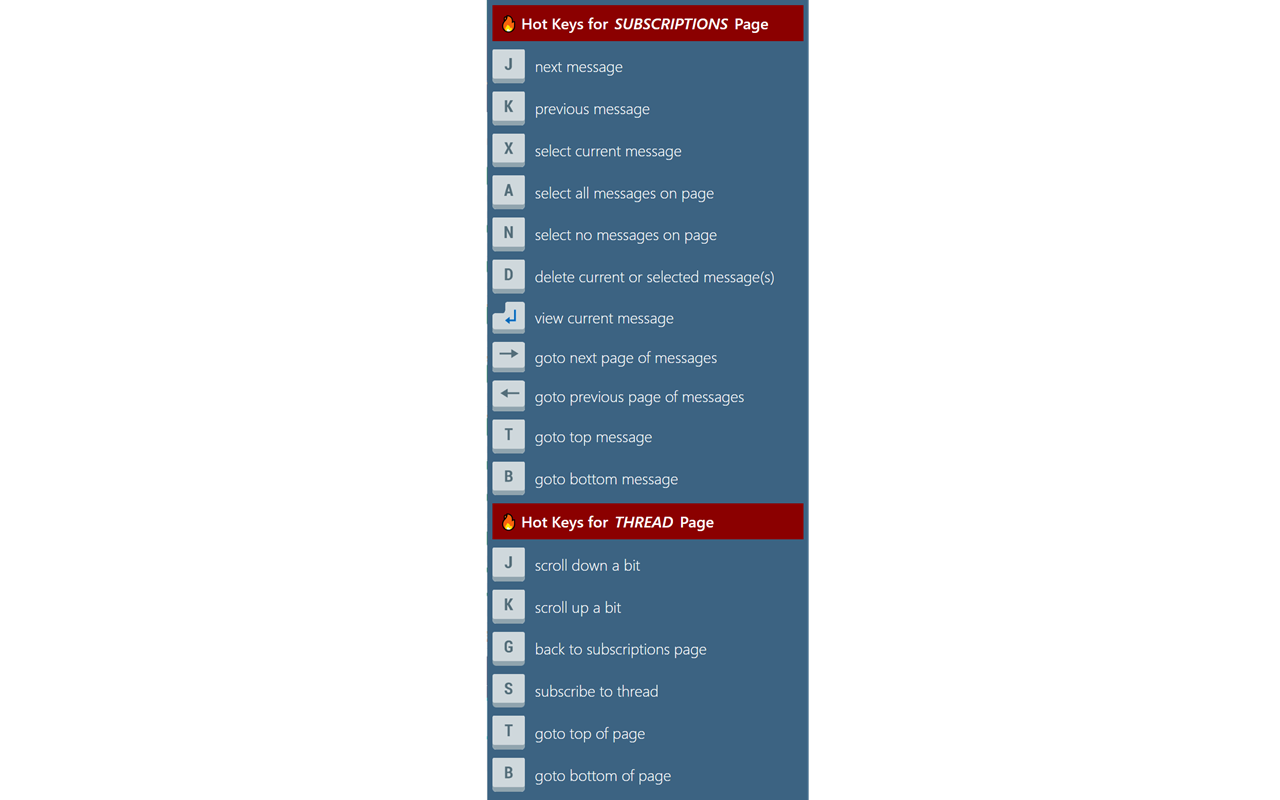 🔥 Hot Keys for SUBSCRIPTIONS Page
J next message
K previous message
X select current message
A select all messages on page
N select no messages on page
D delete current or selected message(s)
↵ view current message
→ goto next page of messages
← goto previous page of messages
T goto top message
B goto bottom message
🔥 Hot Keys for THREAD Page
J scroll down a bit
K scroll up a bit
G back to subscriptions page
S subscribe to thread
T goto top of page
B goto bottom of page